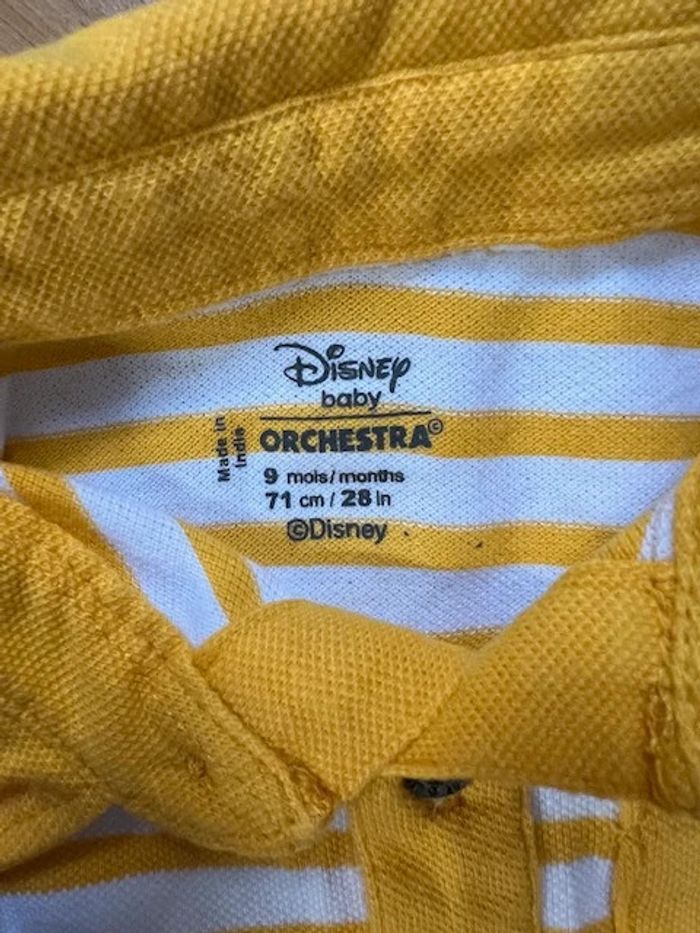 Disney
baby
ORCHESTRA©
Made in
India
9 mois/months
71 cm / 28 in
©Disney